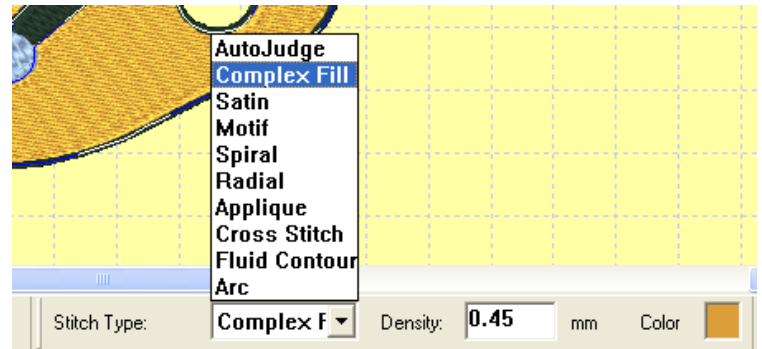 AutoJudge
Complex Fill
Satin
Motif
Spiral
Radial
Applique
Cross Stitch
Fluid Contour
Arc
Stitch Type: Complex F Density: 0.45 mm Color